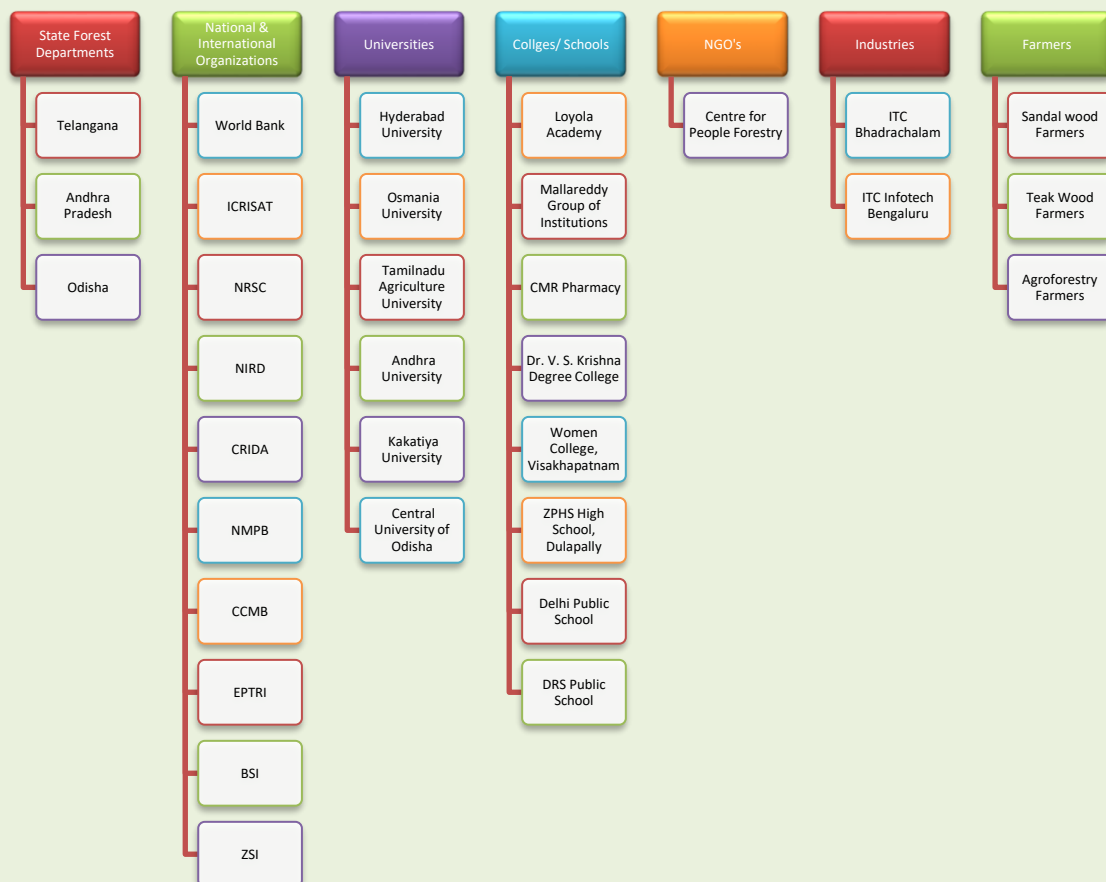 State Forest
Departments
Telangana
Andhra
Pradesh
Odisha
National &
International
Organizations
World Bank
ICRISAT
NRSC
NIRD
CRIDA
NMPB
CCMB
EPTRI
BSI
ZSI
Universities
Hyderabad
University
Osmania
University
Tamilnadu
Agriculture
University
Andhra
University
Kakatiya
University
Central
University of
Odisha
Collges/ Schools
Loyola
Academy
Mallareddy
Group of
Institutions
CMR Pharmacy
Dr. V. S. Krishna
Degree College
Women
College,
Visakhapatnam
ZPHS High
School,
Dulapally
Delhi Public
School
DRS Public
School
NGO's
Centre for
People Forestry
Industries
ITC
Bhadrachalam
ITC Infotech
Bengaluru
Farmers
Sandal wood
Farmers
Teak Wood
Farmers
Agroforestry
Farmers